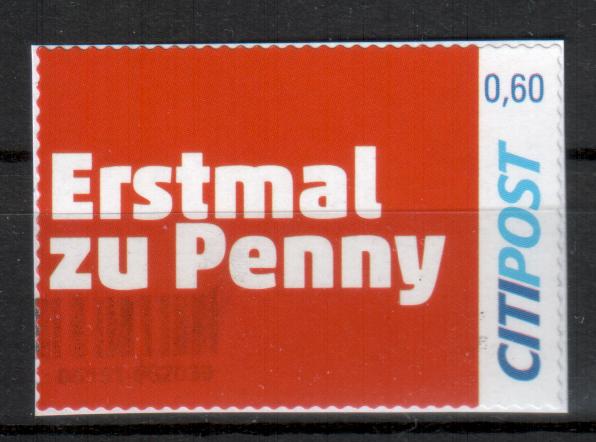 Erstmal
zu Penny
0,60
CITIPOST